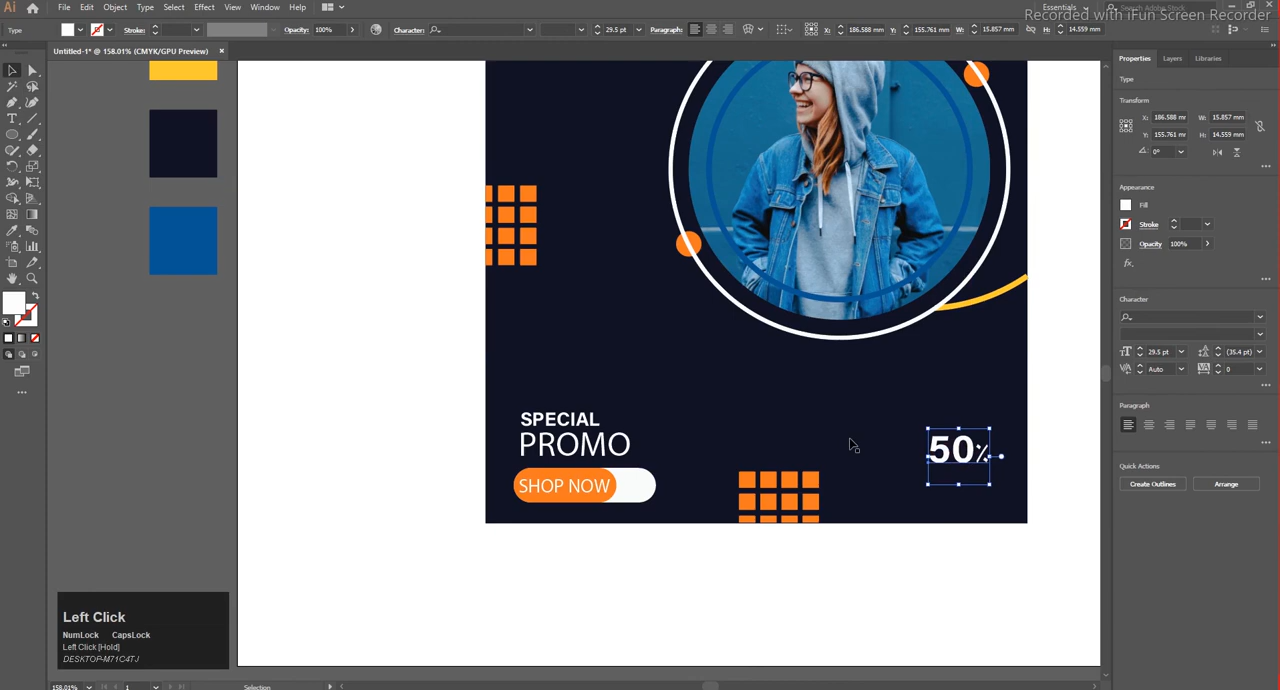 Ai File Edit Object Type Select Effect View Window Help Essentials Search Adobe Stock
Recorded with iFun Screen Recorder
Type Stroke: Opacity: 100% Character: 29.5 pt Paragraph: X: 186.588 mm Y: 155.761 mm W: 15.857 mm H: 14.559 mm
Untitled-1* @ 158.01% (CMYK/GPU Preview) ×
Properties Layers Libraries
Type
Transform
X: 186.588 mm W: 15.857 mm
Y: 155.761 mm H: 14.559 mm
0°
Appearance
Fill
Stroke
Opacity 100%
fx.
Character
29.5 pt (35.4 pt)
Auto 0
Paragraph
Quick Actions
Create Outlines Arrange
SPECIAL
PROMO
SHOP NOW
50%
Left Click
NumLock CapsLock
Left Click [Hold]
DESKTOP-M71C4TJ
158.01% 1 Selection